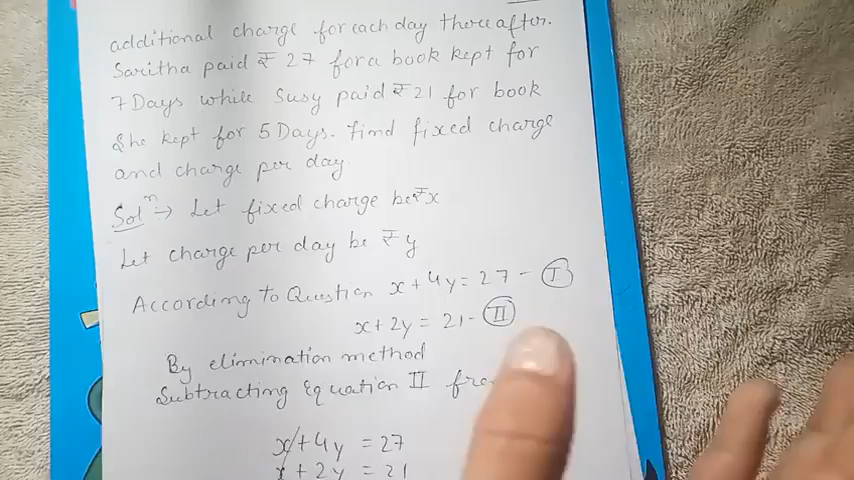 additional charge for each day thereafter.
Saritha paid ₹ 27 for a book kept for
7 Days while Susy paid ₹ 21 for book
She kept for 5 Days. Find fixed charge
and charge per day
Solⁿ → Let fixed charge be ₹x
Let charge per day be ₹ y
According To Question x + 4y = 27 - I
x + 2y = 21 - II
By elimination method
Subtracting Equation II
x + 4y = 27
x + 2y = 21